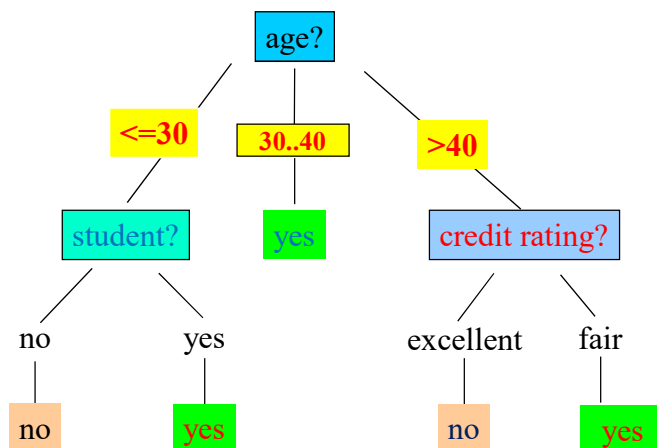 age?
<=30
30..40
>40
student?
yes
credit rating?
no
yes
excellent
fair
no
yes
no
yes